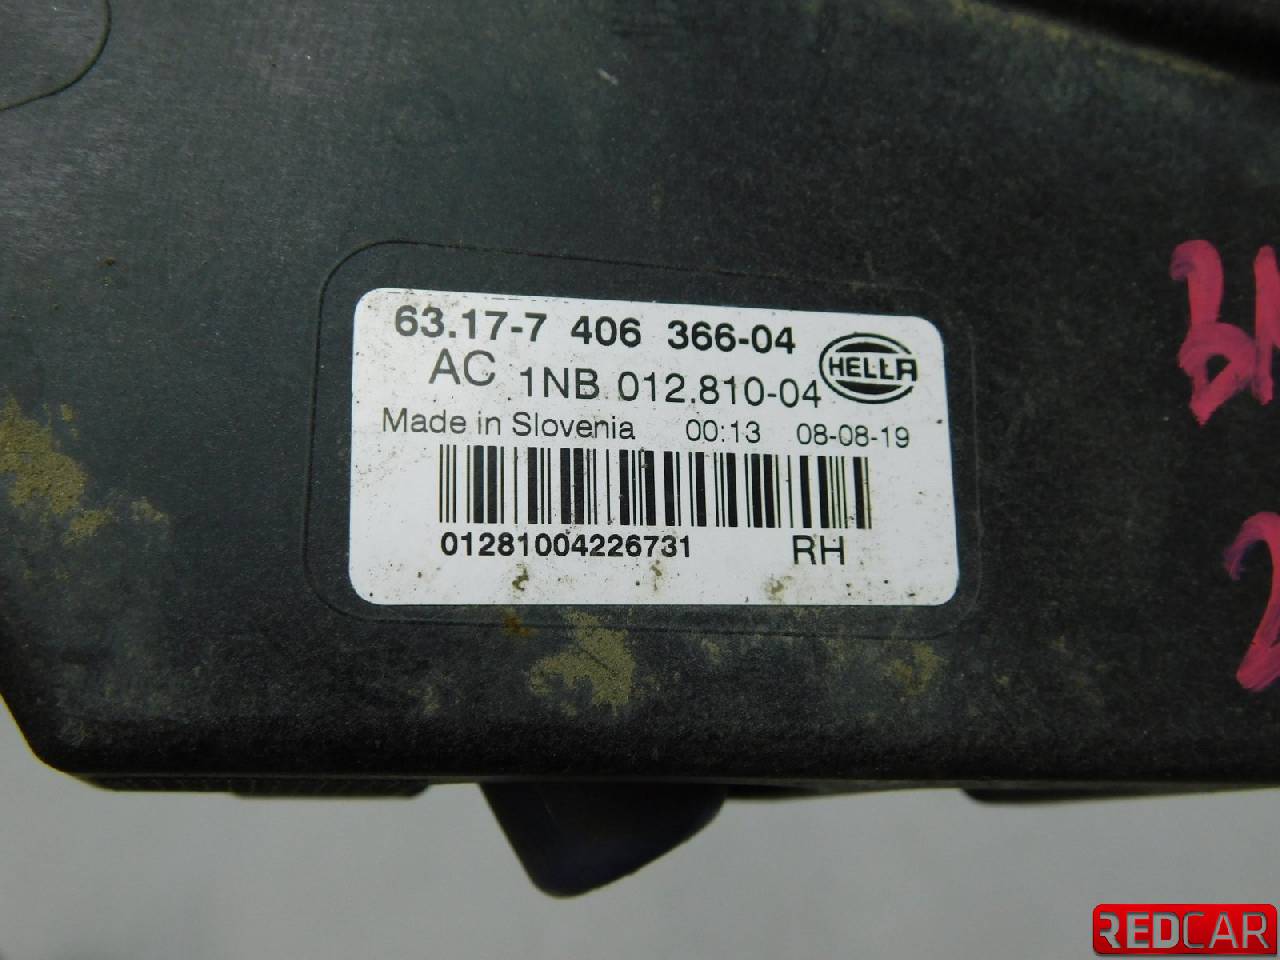 63.17-7 406 366-04
AC 1NB 012.810-04
HELLA
Made in Slovenia 00:13 08-08-19
01281004226731 RH
REDCAR